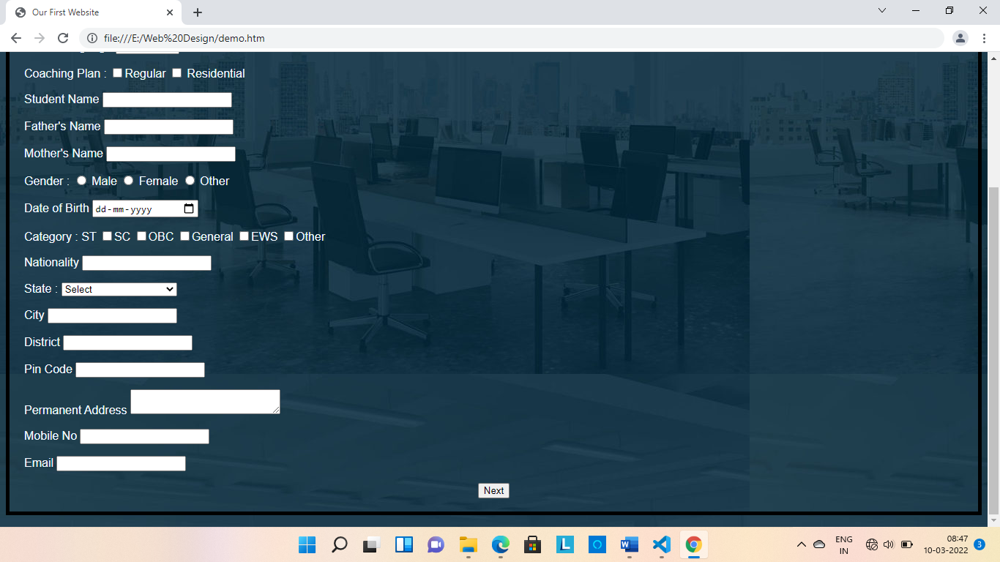 Our First Website
file:///E:/Web%20Design/demo.htm
Coaching Plan : Regular Residential
Student Name
Father's Name
Mother's Name
Gender : Male Female Other
Date of Birth dd-mm-yyyy
Category : ST SC OBC General EWS Other
Nationality
State : Select
City
District
Pin Code
Permanent Address
Mobile No
Email
Next
ENG 08:47
IN 10-03-2022 3